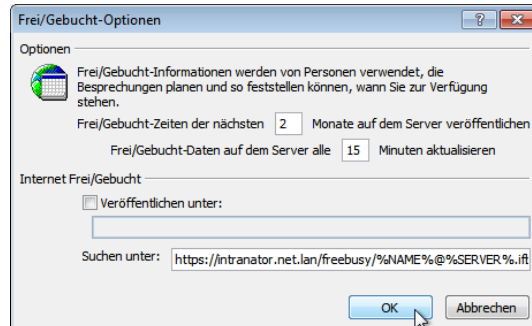 Frei/Gebucht-Optionen
Optionen
Frei/Gebucht-Informationen werden von Personen verwendet, die
Besprechungen planen und so feststellen können, wann Sie zur Verfügung
stehen.
Frei/Gebucht-Zeiten der nächsten 2 Monate auf dem Server veröffentlichen
Frei/Gebucht-Daten auf dem Server alle 15 Minuten aktualisieren
Internet Frei/Gebucht
Veröffentlichen unter:
Suchen unter: https://intranator.net.lan/freebusy/%NAME%@%SERVER%.ift
OK Abbrechen